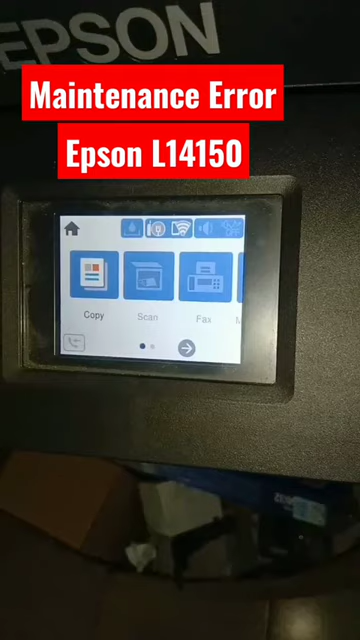 EPSON
Maintenance Error
Epson L14150
Copy
Scan
Fax
M